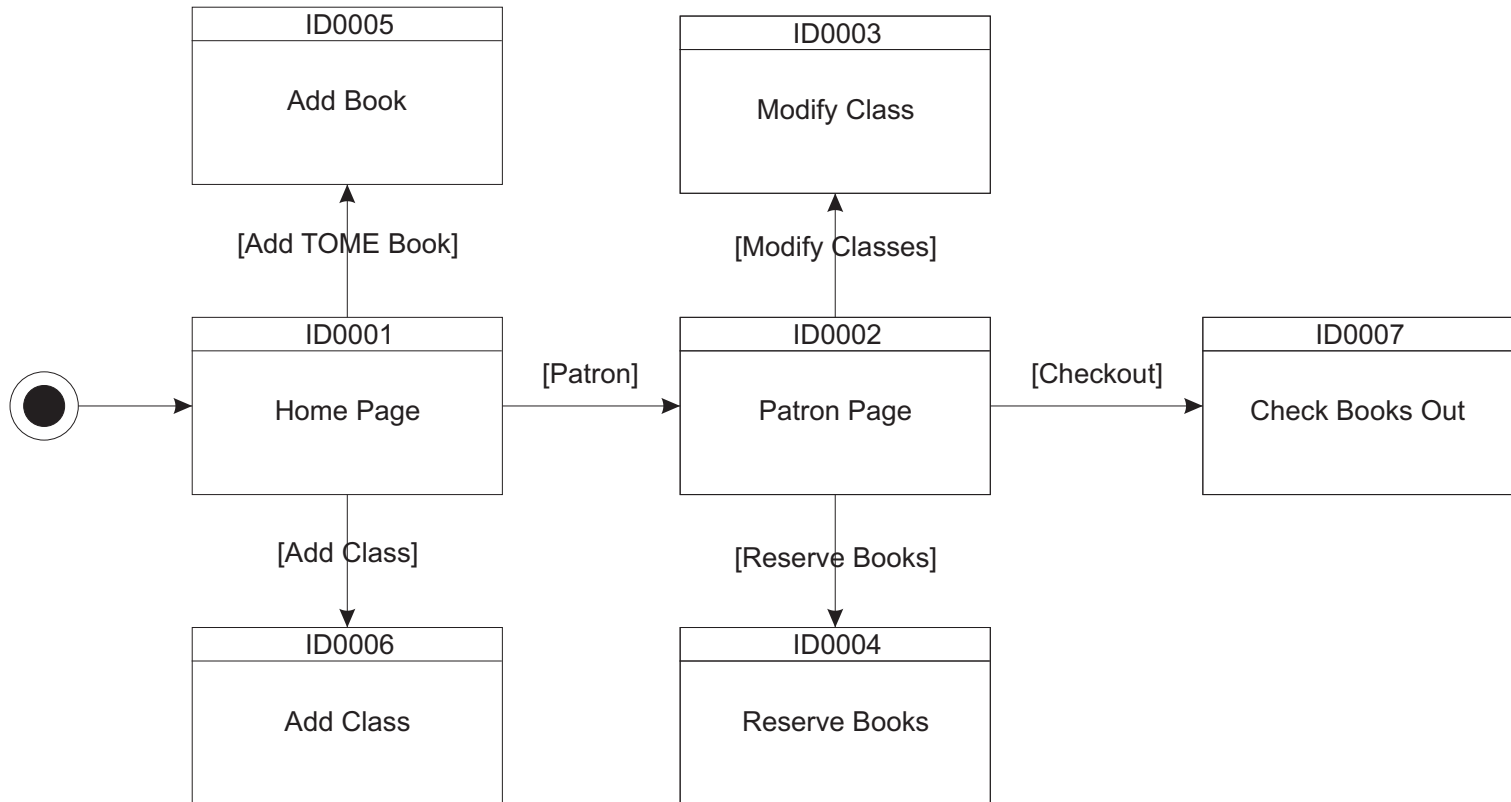 ID0005
Add Book
ID0003
Modify Class
[Add TOME Book]
[Modify Classes]
ID0001
Home Page
[Patron]
ID0002
Patron Page
[Checkout]
ID0007
Check Books Out
[Add Class]
[Reserve Books]
ID0006
Add Class
ID0004
Reserve Books